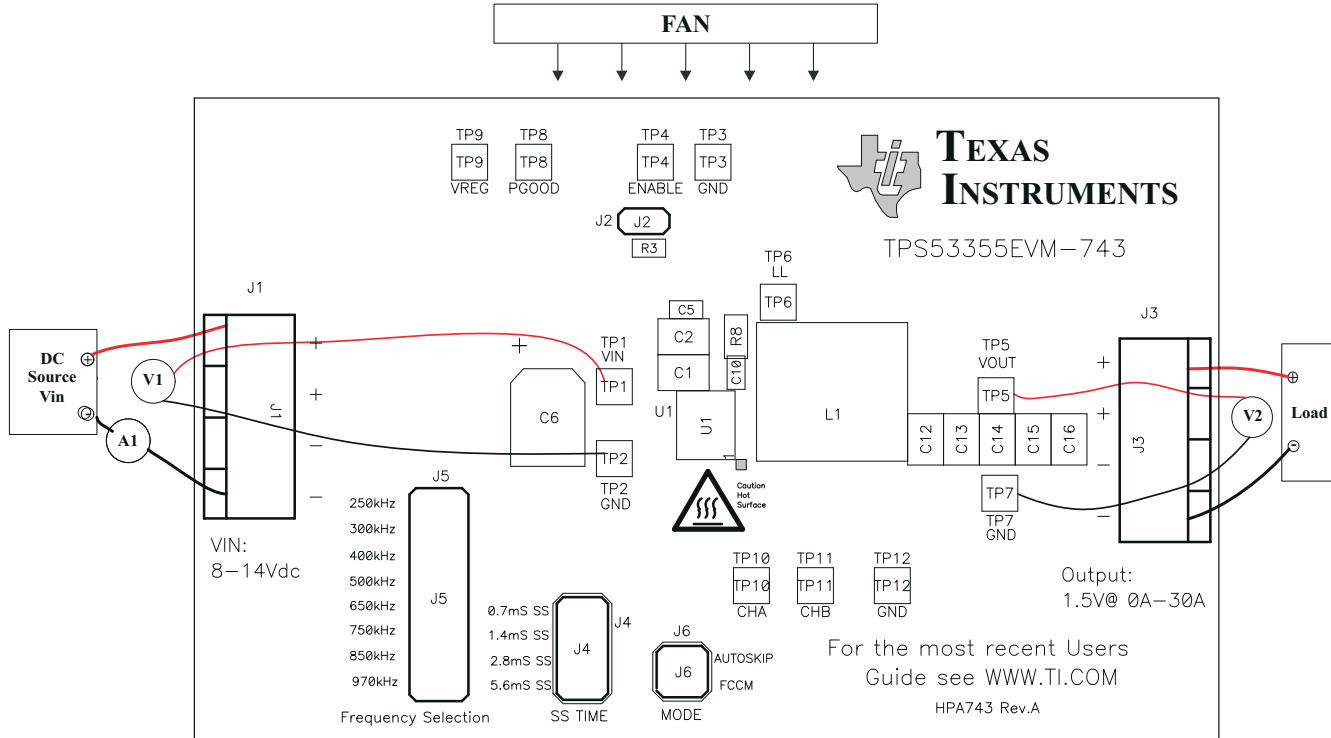 FAN
TP9
TP8
TP4
TP3
TP9
TP8
TP4
TP3
VREG
PGOOD
ENABLE
GND
TEXAS
INSTRUMENTS
TPS53355EVM-743
J2
J2
R3
TP6
LL
TP6
J1
J3
DC
Source
Vin
V1
A1
J1
+
+
-
-
+
C6
TP1
VIN
TP1
TP2
TP2
GND
C5
C2
C1
R8
C10
U1
U1
1
L1
TP5
VOUT
TP5
C12
C13
C14
C15
C16
TP7
TP7
GND
+
+
-
-
J3
V2
Load
Caution
Hot
Surface
VIN:
8-14Vdc
J5
250kHz
300kHz
400kHz
500kHz
650kHz
750kHz
850kHz
970kHz
J5
Frequency Selection
0.7mS SS
1.4mS SS
2.8mS SS
5.6mS SS
J4
J4
SS TIME
J6
J6
AUTOSKIP
FCCM
MODE
TP10
TP11
TP12
TP10
TP11
TP12
CHA
CHB
GND
Output:
1.5V@ 0A-30A
For the most recent Users
Guide see WWW.TI.COM
HPA743 Rev.A